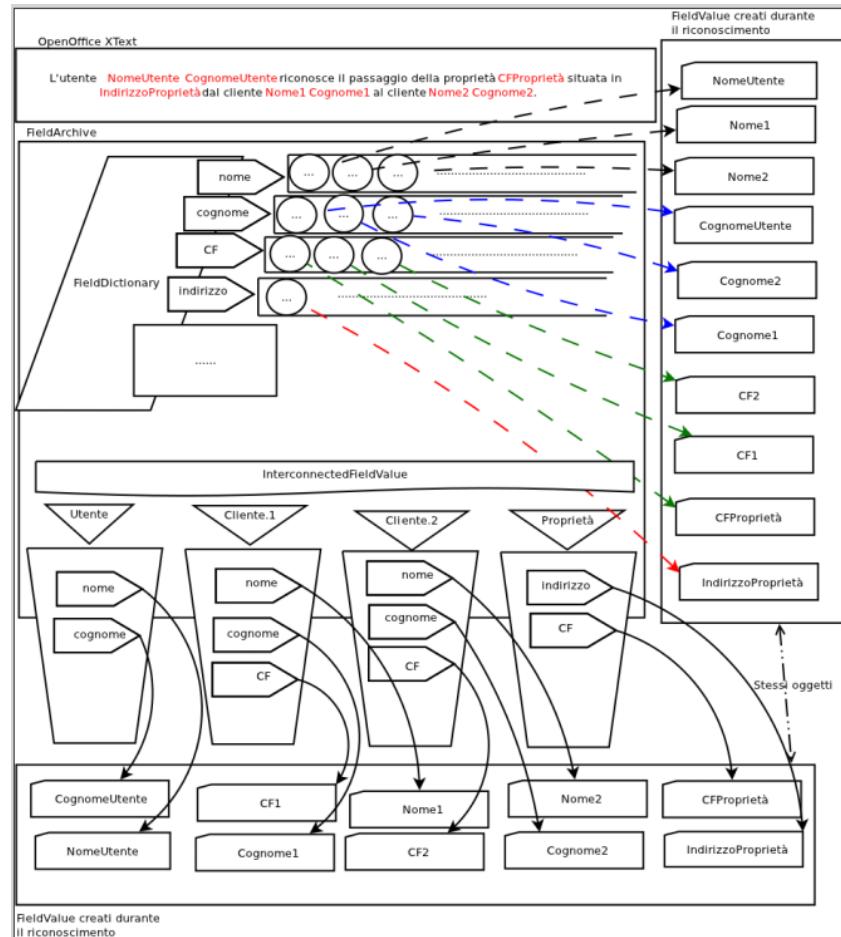 FieldValue creati durante
il riconoscimento
OpenOffice XText
L'utente NomeUtente CognomeUtente riconosce il passaggio della proprietà CFProprietà situata in
IndirizzoProprietà dal cliente Nome1 Cognome1 al cliente Nome2 Cognome2.
NomeUtente
Nome1
Nome2
CognomeUtente
Cognome2
Cognome1
CF2
CF1
CFProprietà
IndirizzoProprietà
FieldArchive
FieldDictionary
nome
... ... ... ..............................
cognome
... ... ... ..............................
CF
... ... ... ..............................
indirizzo
... ..............................
......
InterconnectedFieldValue
Utente
Cliente.1
Cliente.2
Proprietà
nome
cognome
nome
cognome
CF
nome
cognome
CF
indirizzo
CF
Stessi oggetti
CognomeUtente
CF1
Nome1
Nome2
CFProprietà
NomeUtente
Cognome1
CF2
Cognome2
IndirizzoProprietà
FieldValue creati durante
il riconoscimento